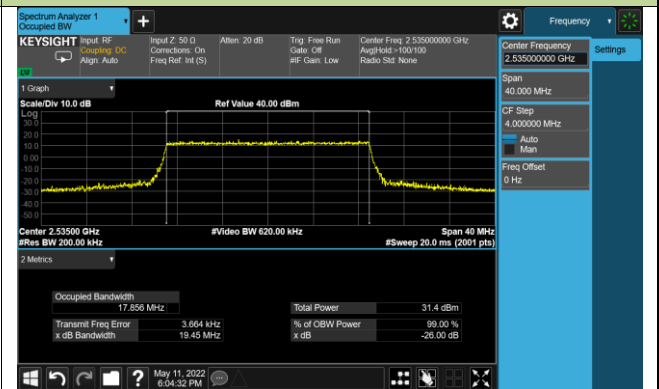 Spectrum Analyzer 1
Occupied BW
Frequency
KEYSIGHT
Input: RF
Coupling: DC
Align: Auto
Input Z: 50 Ω
Corrections: On
Freq Ref: Int (S)
Atten: 20 dB
Trig: Free Run
Gate: Off
#IF Gain: Low
Center Freq: 2.535000000 GHz
Avg|Hold:>100/100
Radio Std: None
Center Frequency
2.535000000 GHz
Settings
Span
40.000 MHz
CF Step
4.000000 MHz
Auto
Man
Freq Offset
0 Hz
1 Graph
Scale/Div 10.0 dB
Ref Value 40.00 dBm
Log
30.0
20.0
10.0
0.00
-10.0
-20.0
-30.0
-40.0
-50.0
Center 2.53500 GHz
#Video BW 620.00 kHz
Span 40 MHz
#Res BW 200.00 kHz
#Sweep 20.0 ms (2001 pts)
2 Metrics
Occupied Bandwidth
17.856 MHz
Total Power
31.4 dBm
Transmit Freq Error
3.664 kHz
% of OBW Power
99.00 %
x dB Bandwidth
19.45 MHz
x dB
-26.00 dB
?
May 11, 2022
6:04:32 PM